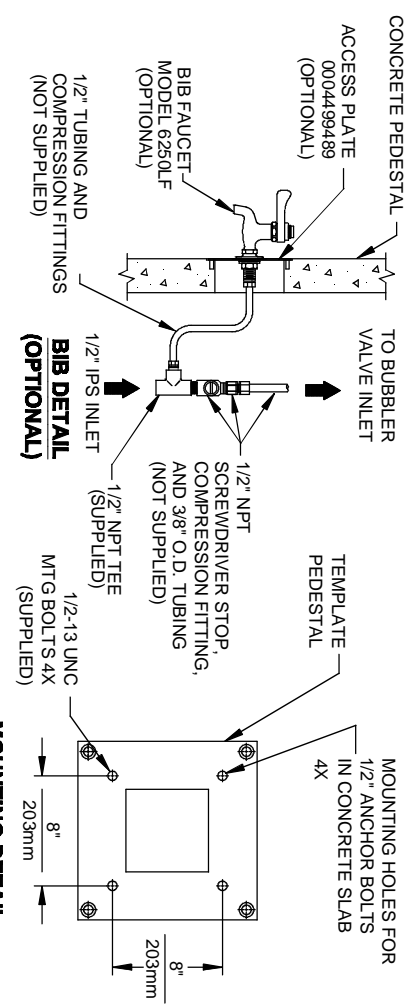 CONCRETE PEDESTAL
ACCESS PLATE
0004499489
(OPTIONAL)
BIB FAUCET
MODEL 6250LF
(OPTIONAL)
1/2" TUBING AND
COMPRESSION FITTINGS
(NOT SUPPLIED)
TO BUBBLER
VALVE INLET
1/2" IPS INLET
BIB DETAIL
(OPTIONAL)
1/2" NPT
SCREWDRIVER STOP,
COMPRESSION FITTING,
AND 3/8" O.D. TUBING
(NOT SUPPLIED)
1/2" NPT TEE
(SUPPLIED)
TEMPLATE
PEDESTAL
MOUNTING HOLES FOR
1/2" ANCHOR BOLTS
IN CONCRETE SLAB
4X
1/2-13 UNC
MTG BOLTS 4X
(SUPPLIED)
8"
203mm
8"
203mm
MOUNTING DETAIL